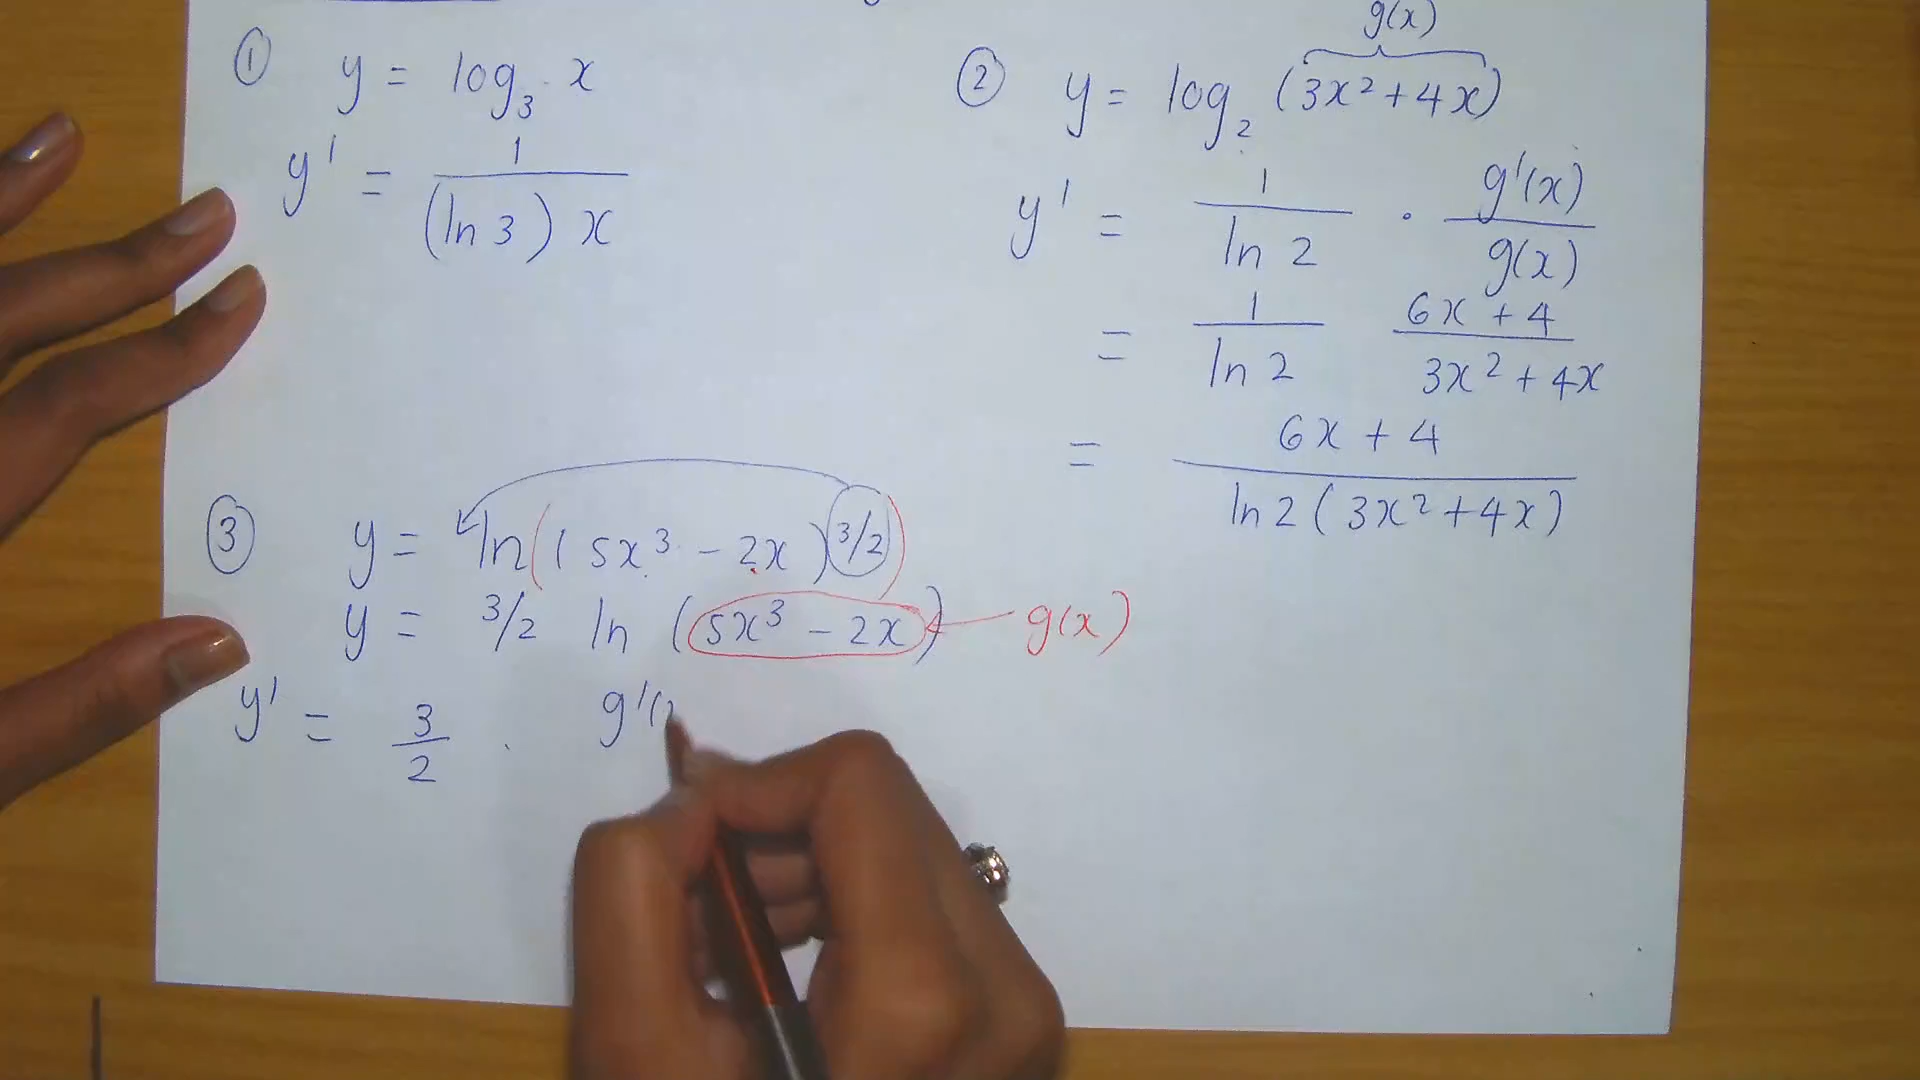 ① y = log₃ x
y' = 1 / (ln 3) x
g(x)
② y = log₂ (3x² + 4x)
y' = 1 / ln 2 · g'(x) / g(x)
= 1 / ln 2 6x + 4 / 3x² + 4x
= 6x + 4 / ln 2 (3x² + 4x)
③ y = ln ((5x³ - 2x)^3/2)
y = 3/2 ln (5x³ - 2x) g(x)
y' = 3/2 · g'(